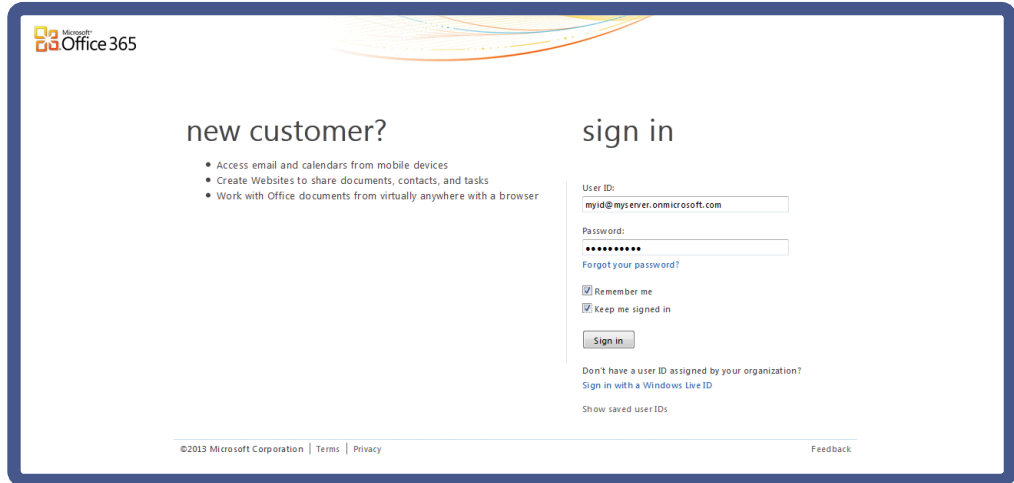 Microsoft®
Office 365
new customer?
Access email and calendars from mobile devices
Create Websites to share documents, contacts, and tasks
Work with Office documents from virtually anywhere with a browser
sign in
User ID:
myid@myserver.onmicrosoft.com
Password:
●●●●●●●●●●
Forgot your password?
Remember me
Keep me signed in
Sign in
Don't have a user ID assigned by your organization?
Sign in with a Windows Live ID
Show saved user IDs
©2013 Microsoft Corporation | Terms | Privacy
Feedback